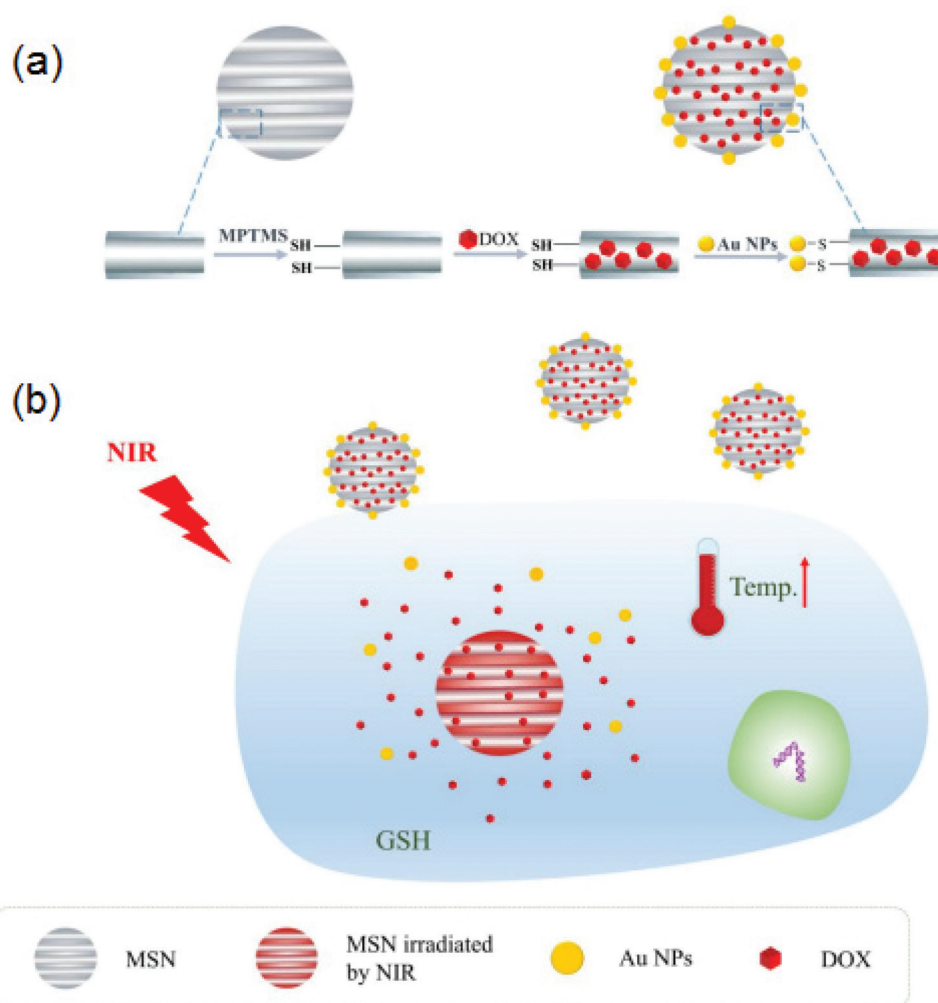 (a)
MPTMS
SH
SH
DOX
SH
SH
Au NPs
S
S
(b)
NIR
Temp.
GSH
MSN
MSN irradiated
by NIR
Au NPs
DOX